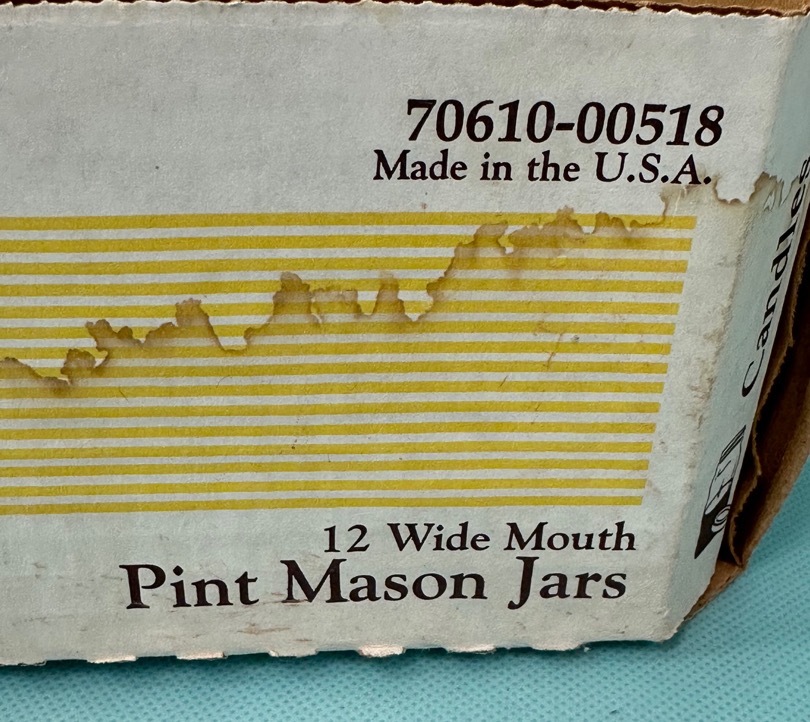 70610-00518
Made in the U.S.A.
12 Wide Mouth
Pint Mason Jars
Candles